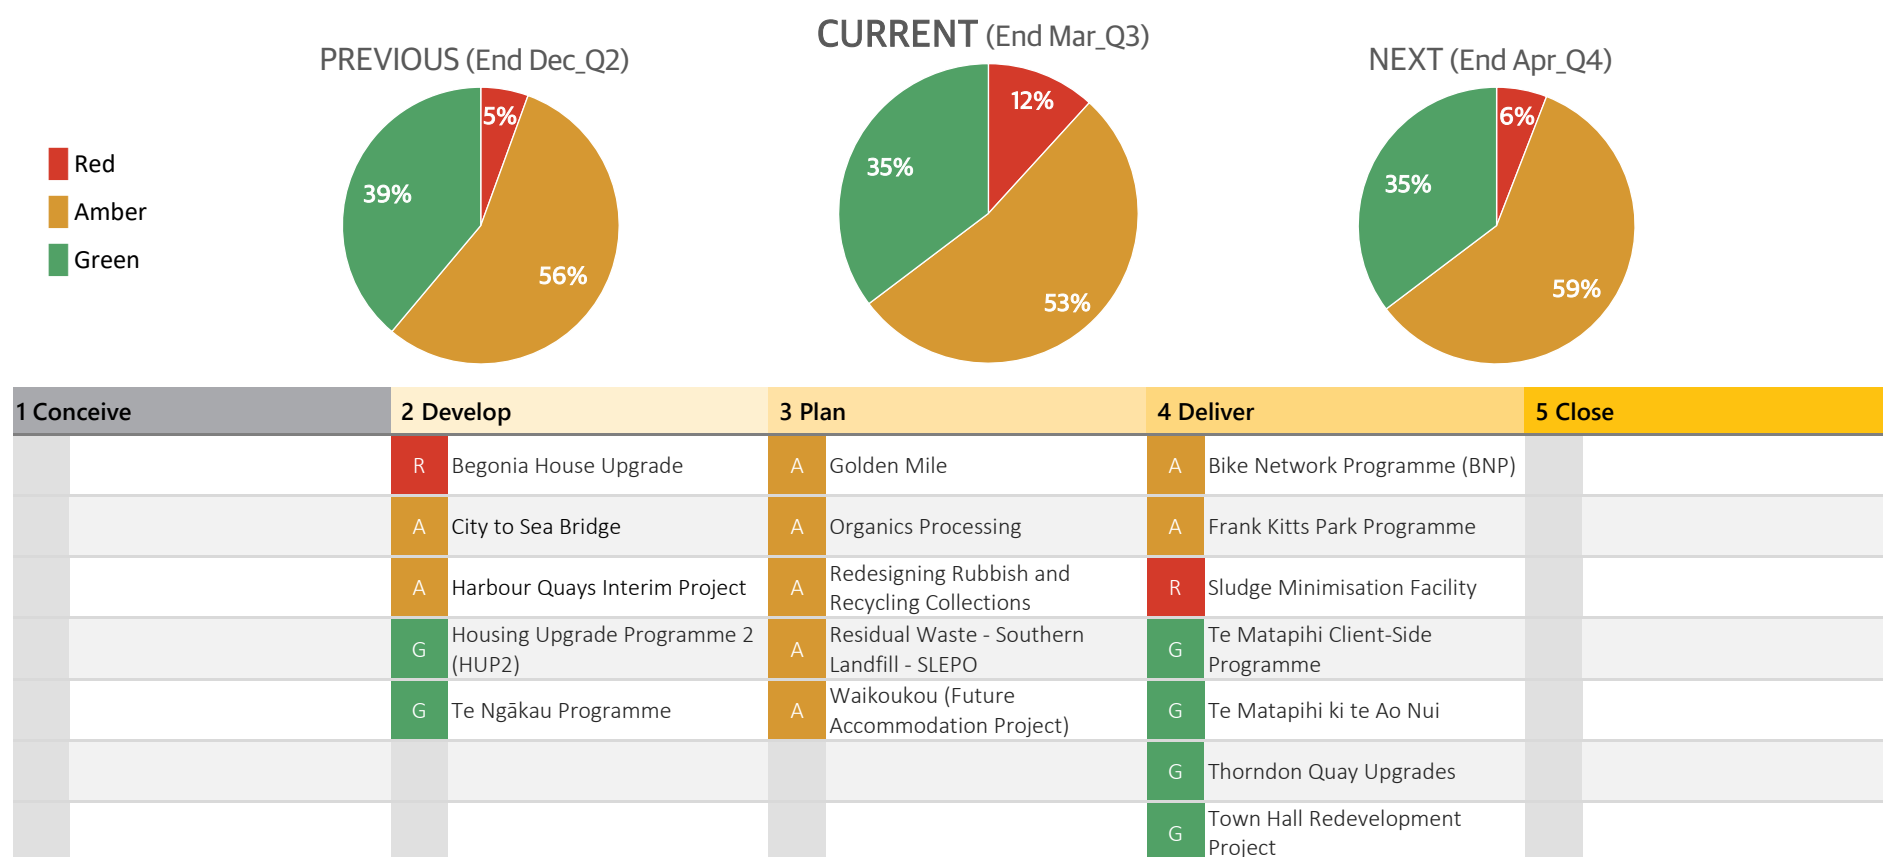 PREVIOUS (End Dec_Q2)
CURRENT (End Mar_Q3)
NEXT (End Apr_Q4)
Red
Amber
Green
5%
56%
39%
12%
53%
35%
6%
59%
35%
1 Conceive
2 Develop
3 Plan
4 Deliver
5 Close
R Begonia House Upgrade
A Golden Mile
A Bike Network Programme (BNP)
A City to Sea Bridge
A Organics Processing
A Frank Kitts Park Programme
A Harbour Quays Interim Project
A Redesigning Rubbish and
Recycling Collections
R Sludge Minimisation Facility
G Housing Upgrade Programme 2
(HUP2)
A Residual Waste - Southern
Landfill - SLEPO
G Te Matapihi Client-Side
Programme
G Te Ngākau Programme
A Waikoukou (Future
Accommodation Project)
G Te Matapihi ki te Ao Nui
G Thorndon Quay Upgrades
G Town Hall Redevelopment
Project